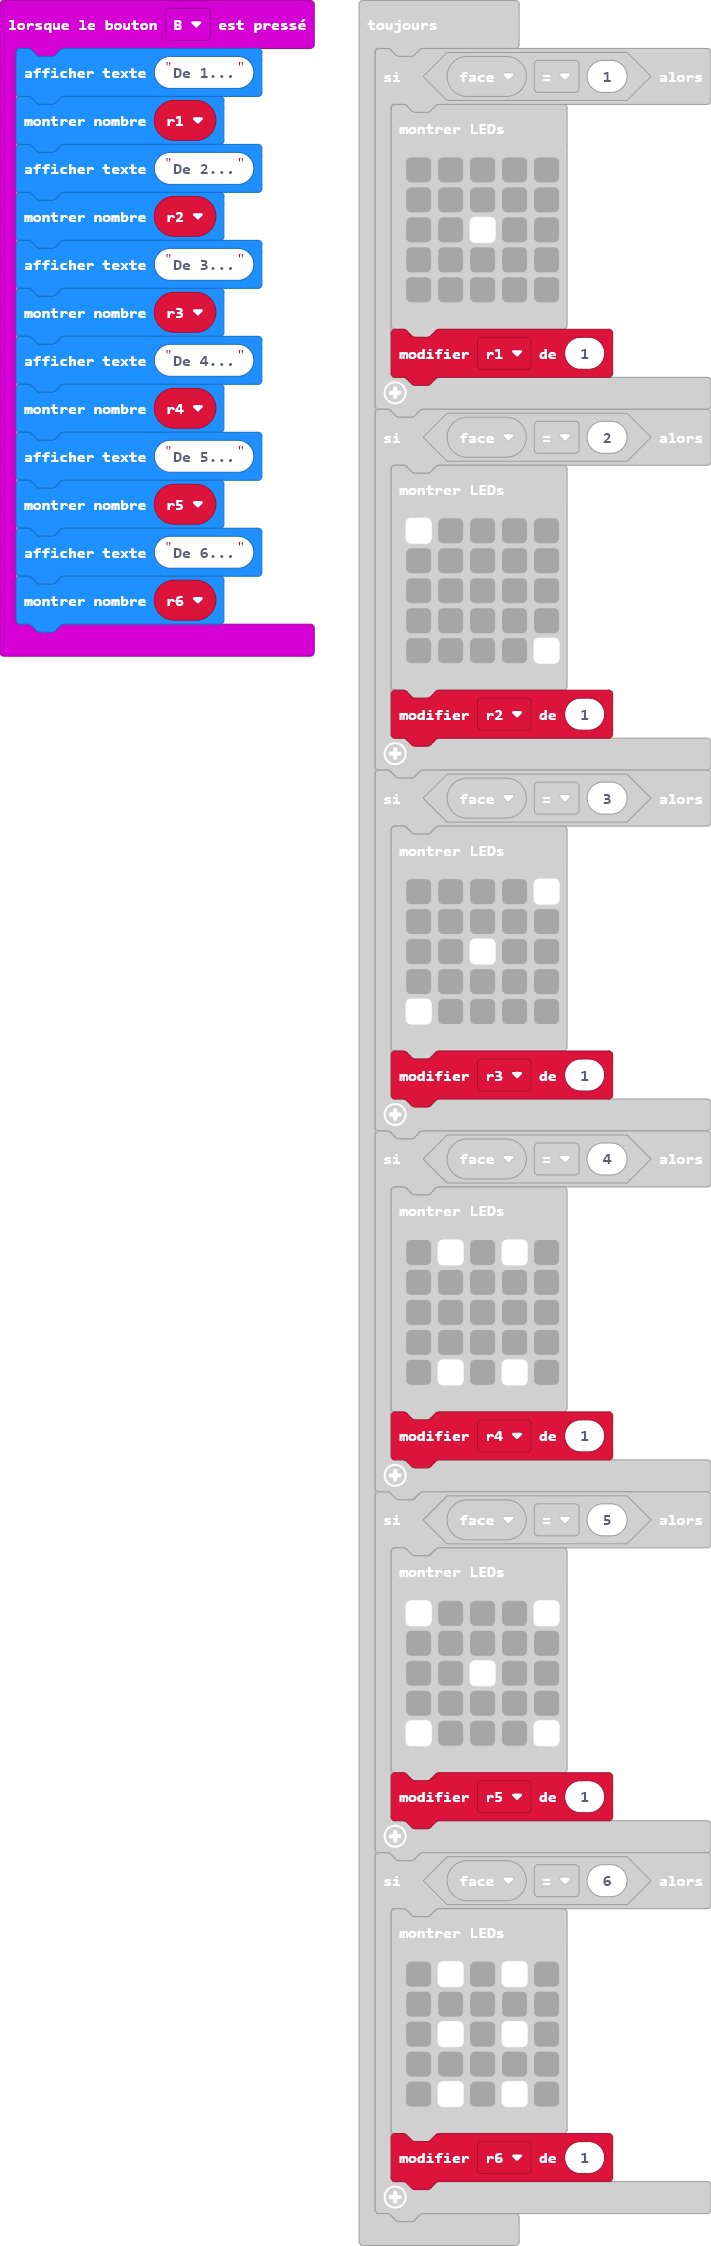 lorsque le bouton B est pressé
afficher texte "De 1..."
montrer nombre r1
afficher texte "De 2..."
montrer nombre r2
afficher texte "De 3..."
montrer nombre r3
afficher texte "De 4..."
montrer nombre r4
afficher texte "De 5..."
montrer nombre r5
afficher texte "De 6..."
montrer nombre r6
toujours
si face = 1 alors
montrer LEDs
modifier r1 de 1
si face = 2 alors
montrer LEDs
modifier r2 de 1
si face = 3 alors
montrer LEDs
modifier r3 de 1
si face = 4 alors
montrer LEDs
modifier r4 de 1
si face = 5 alors
montrer LEDs
modifier r5 de 1
si face = 6 alors
montrer LEDs
modifier r6 de 1